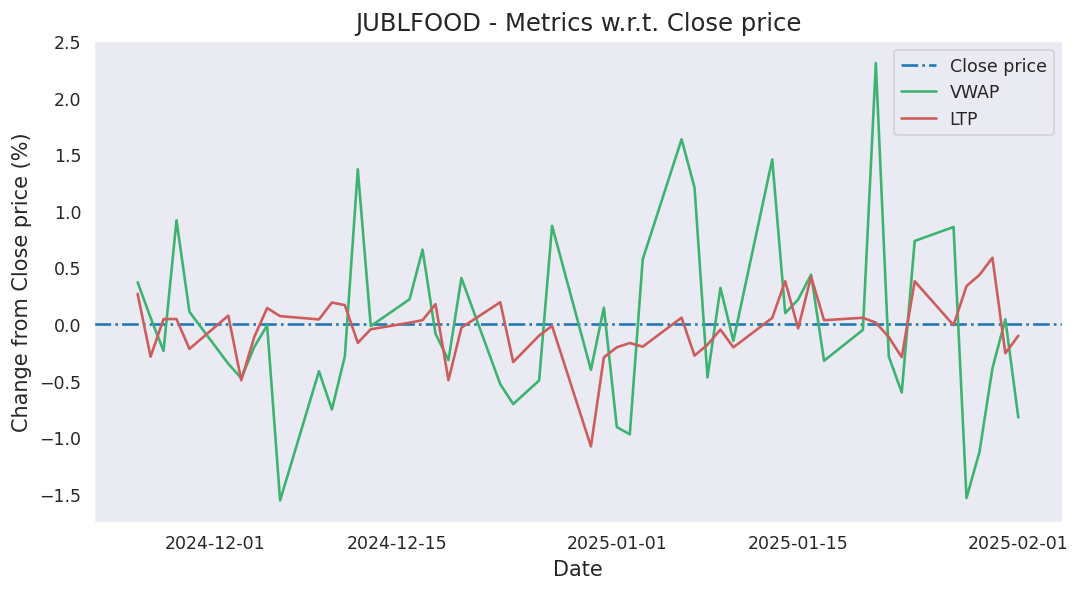 JUBLFOOD - Metrics w.r.t. Close price
Change from Close price (%)
2.5
2.0
1.5
1.0
0.5
0.0
−0.5
−1.0
−1.5
Close price
VWAP
LTP
2024-12-01
2024-12-15
2025-01-01
2025-01-15
2025-02-01
Date